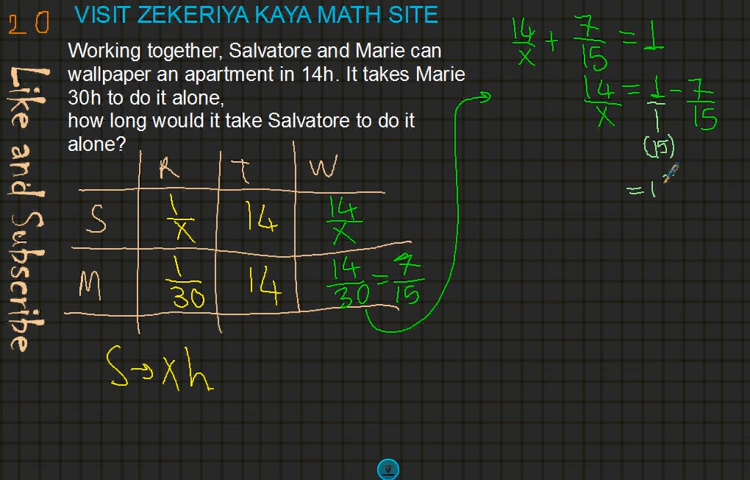 20
VISIT ZEKERIYA KAYA MATH SITE
Working together, Salvatore and Marie can
wallpaper an apartment in 14h. It takes Marie
30h to do it alone,
how long would it take Salvatore to do it
alone?
Like and Subscribe
R T W
S 1/x 14 14/x
M 1/30 14 14/30 = 7/15
S → x h
14/x + 7/15 = 1
14/x = 1/1 - 7/15
(15)
= 1